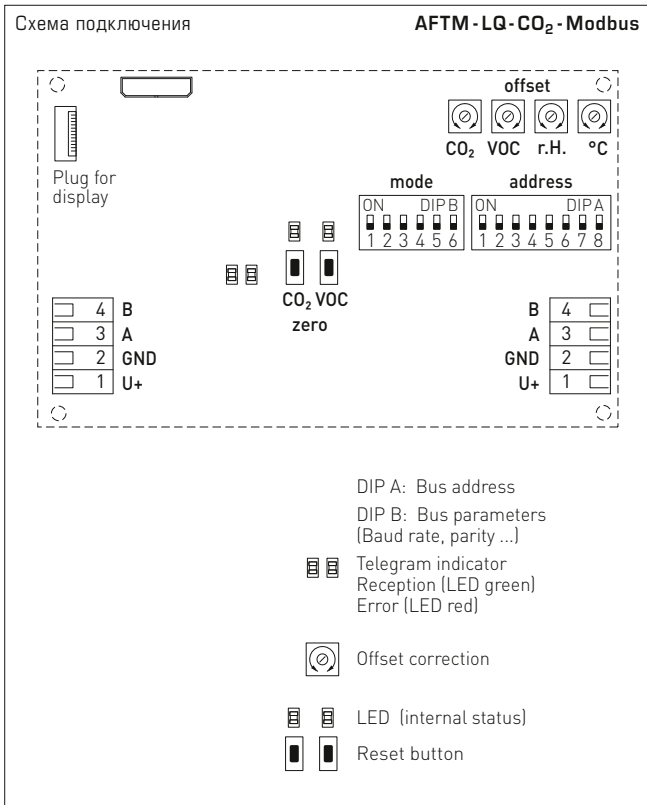 Схема подключения AFTM-LQ-CO₂-Modbus
offset
CO₂ VOC r.H. °C
Plug for
display
mode address
ON DIP B ON DIP A
1 2 3 4 5 6 1 2 3 4 5 6 7 8
CO₂ VOC
zero
4 B B 4
3 A A 3
2 GND GND 2
1 U+ U+ 1
DIP A: Bus address
DIP B: Bus parameters
(Baud rate, parity ...)
Telegram indicator
Reception (LED green)
Error (LED red)
Offset correction
LED (internal status)
Reset button